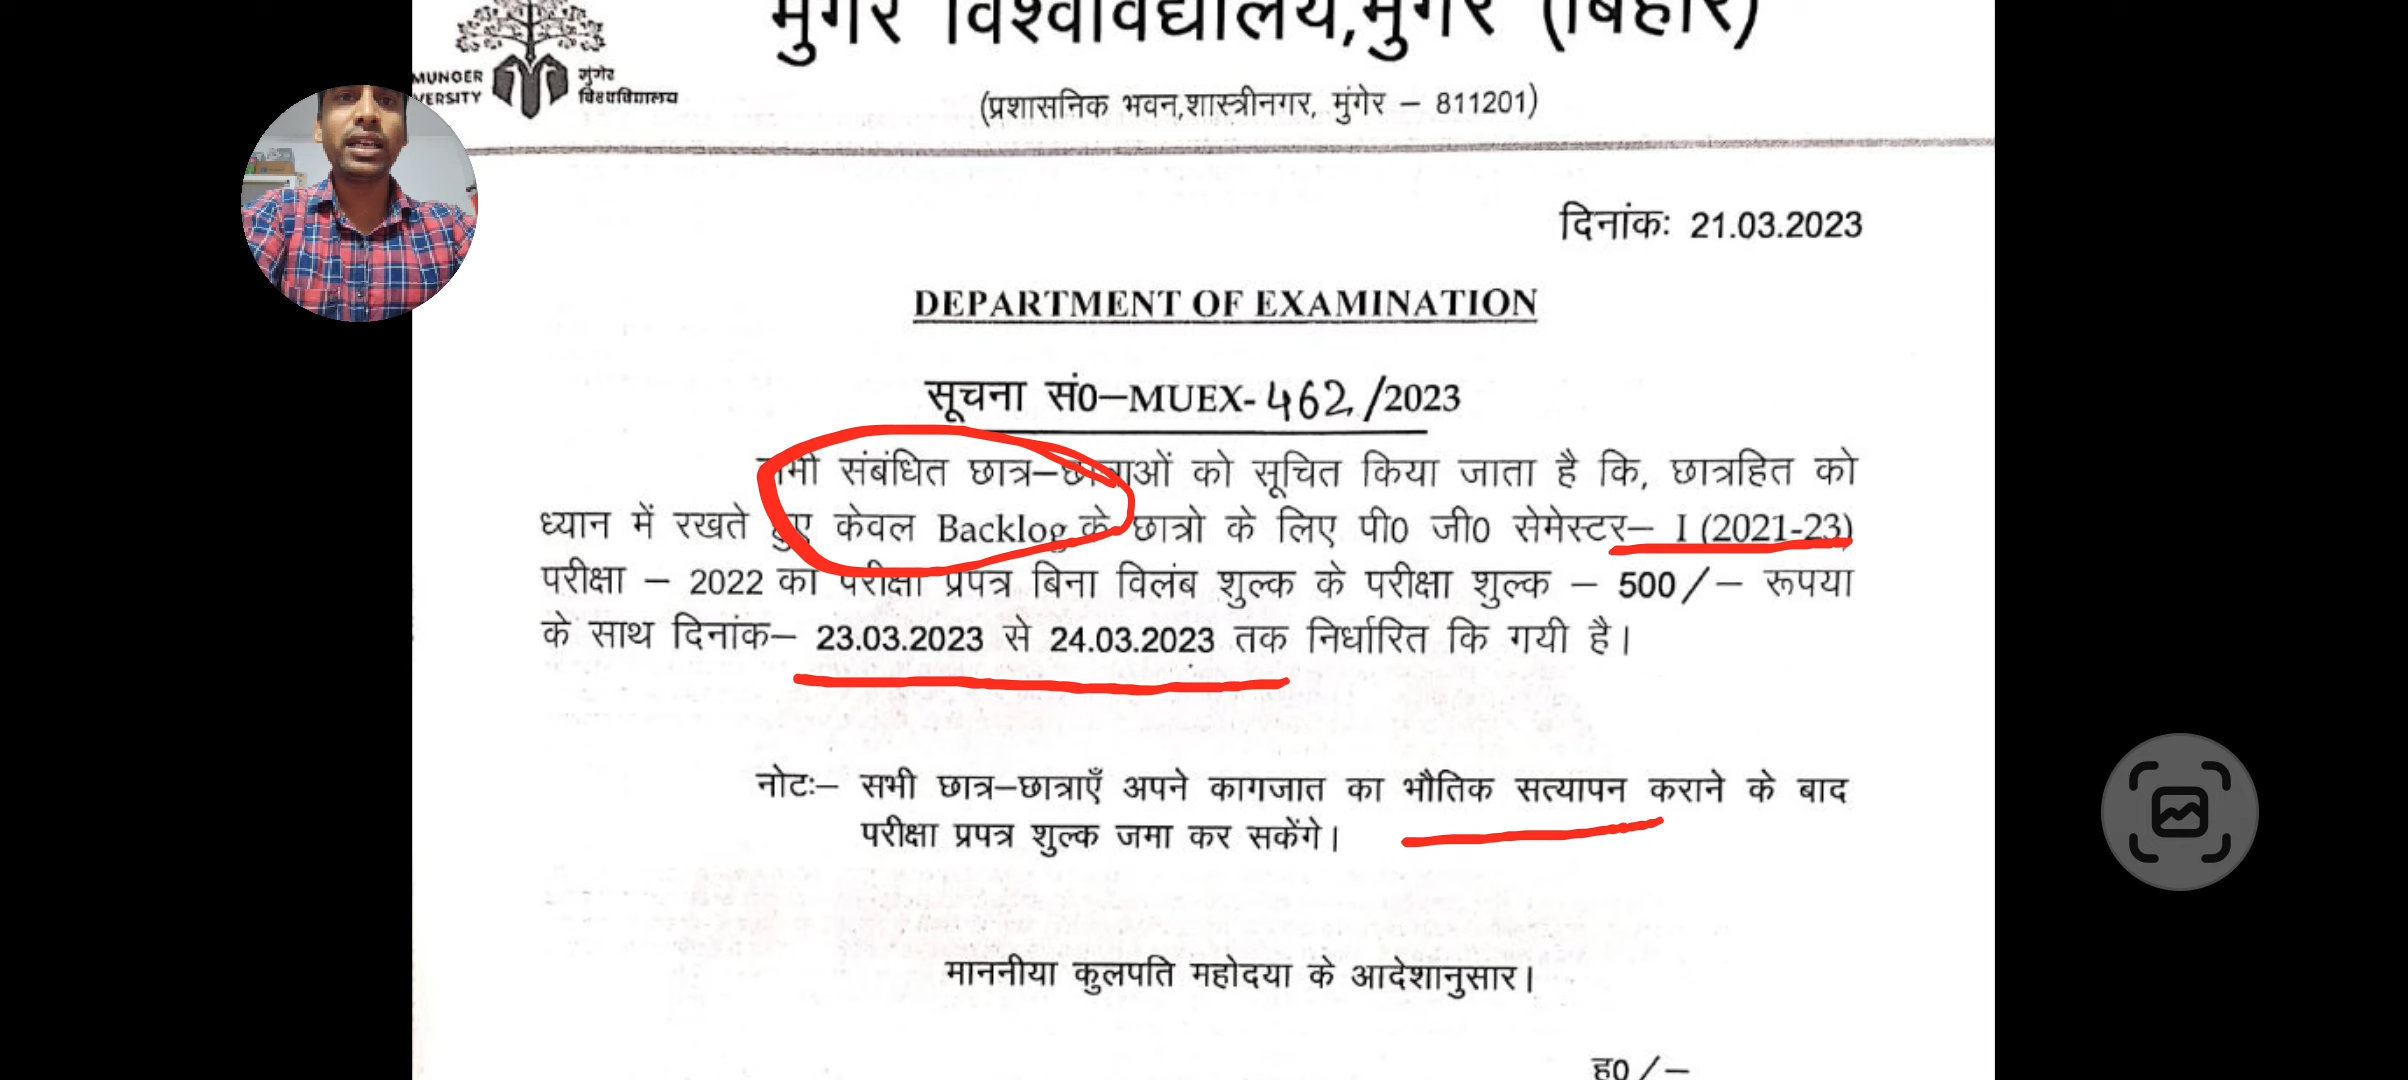 मुंगेर विश्वविद्यालय,मुंगेर (बिहार)
MUNGER मुंगेर
VERSITY विश्वविद्यालय
(प्रशासनिक भवन,शास्त्रीनगर, मुंगेर – 811201)
दिनांकः 21.03.2023
DEPARTMENT OF EXAMINATION
सूचना सं0–MUEX-462/2023
सभी संबंधित छात्र–छात्राओं को सूचित किया जाता है कि, छात्रहित को
ध्यान में रखते हुए केवल Backlog के छात्रो के लिए पी0 जी0 सेमेस्टर– I (2021-23)
परीक्षा – 2022 का परीक्षा प्रपत्र बिना विलंब शुल्क के परीक्षा शुल्क – 500/– रूपया
के साथ दिनांक– 23.03.2023 से 24.03.2023 तक निर्धारित कि गयी है।
नोटः– सभी छात्र–छात्राएँ अपने कागजात का भौतिक सत्यापन कराने के बाद
परीक्षा प्रपत्र शुल्क जमा कर सकेंगे।
माननीया कुलपति महोदया के आदेशानुसार।
ह0/–